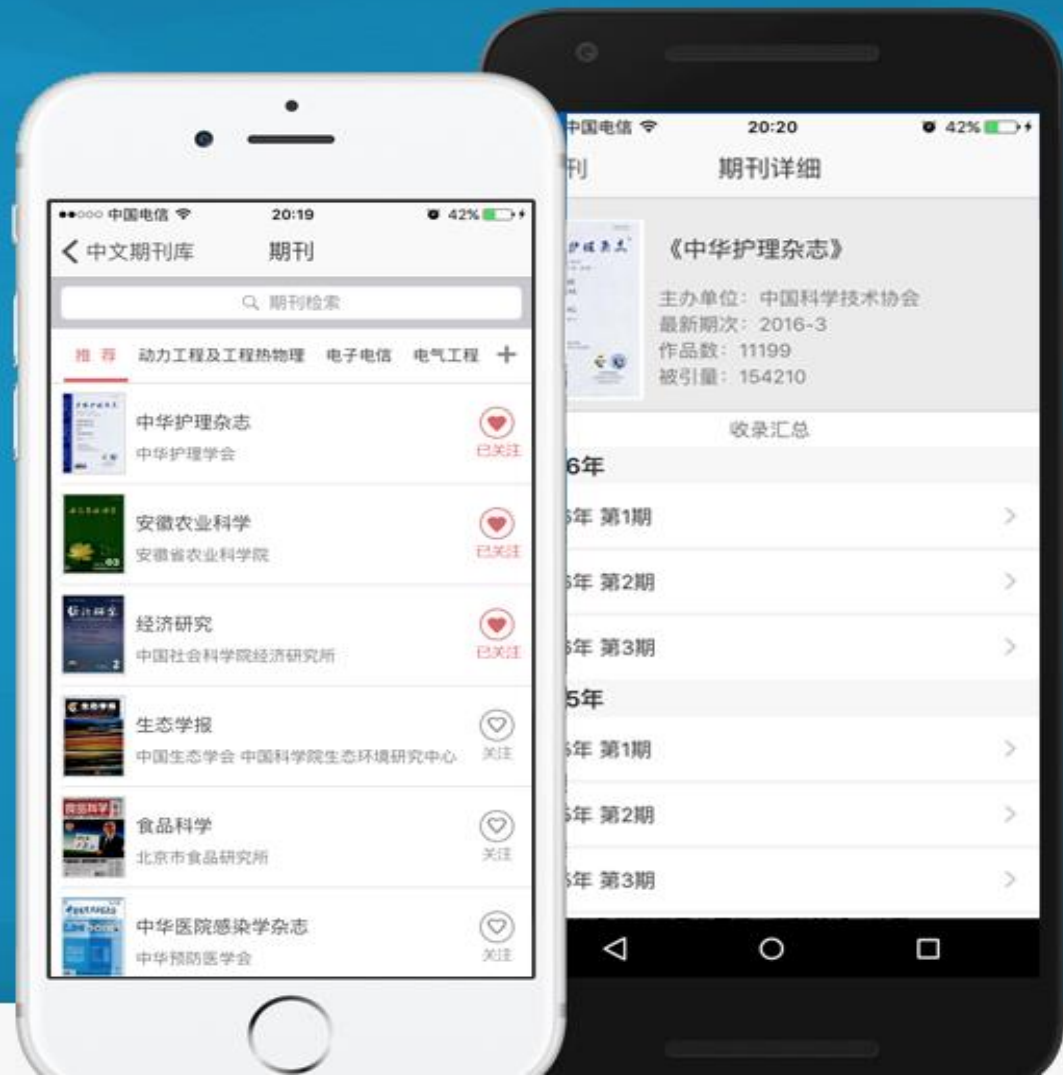 中国电信
20:19
42%
中文期刊库
期刊
期刊检索
推荐 动力工程及工程热物理 电子电信 电气工程
中华护理杂志
中华护理学会
已关注
安徽农业科学
安徽省农业科学院
已关注
03
经济研究
中国社会科学院经济研究所
已关注
2
生态学报
中国生态学会 中国科学院生态环境研究中心
关注
食品科学
食品科学
北京市食品研究所
关注
中华医院感染学杂志
中华预防医学会
关注
中国电信
20:20
42%
刊
期刊详细
《中华护理杂志》
主办单位：中国科学技术协会
最新期次：2016-3
作品数：11199
被引量：154210
收录汇总
6年
6年 第1期
6年 第2期
6年 第3期
5年
5年 第1期
5年 第2期
5年 第3期